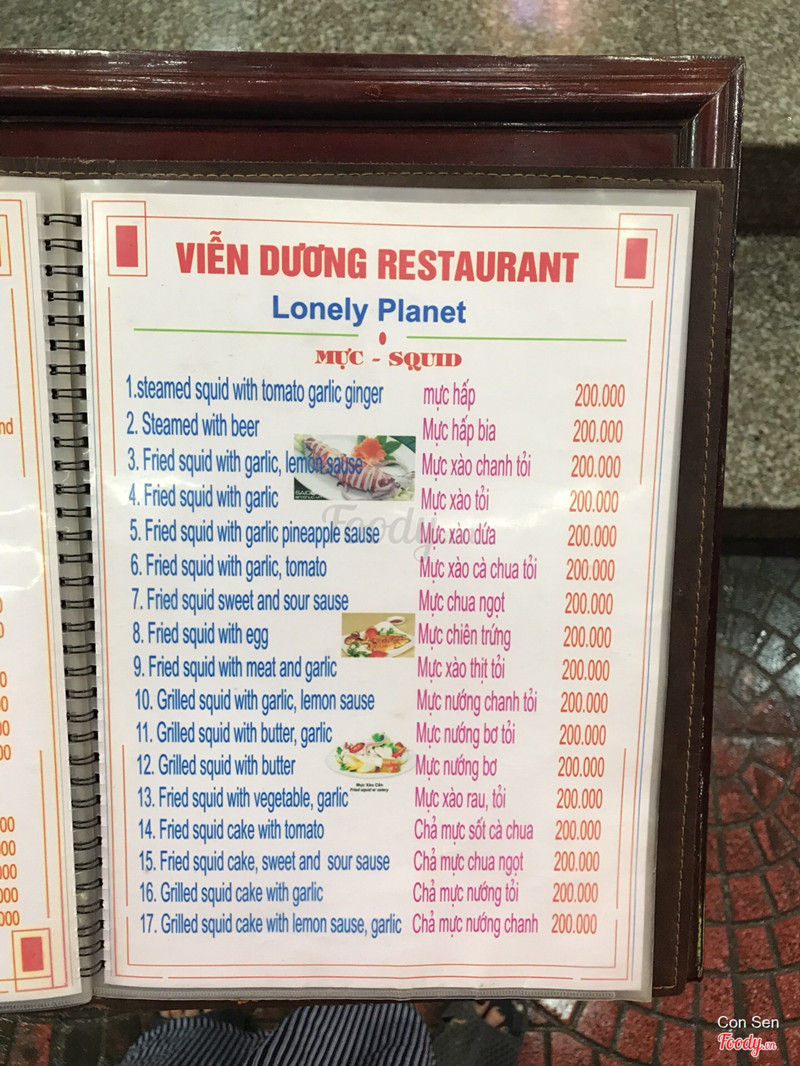 VIỄN DƯƠNG RESTAURANT
Lonely Planet
MỰC - SQUID
1.steamed squid with tomato garlic ginger mực hấp 200.000
2. Steamed with beer Mực hấp bia 200.000
3. Fried squid with garlic, lemon sause Mực xào chanh tỏi 200.000
4. Fried squid with garlic Mực xào tỏi 200.000
5. Fried squid with garlic pineapple sause Mực xào dứa 200.000
6. Fried squid with garlic, tomato Mực xào cà chua tỏi 200.000
7. Fried squid sweet and sour sause Mực chua ngọt 200.000
8. Fried squid with egg Mực chiên trứng 200.000
9. Fried squid with meat and garlic Mực xào thịt tỏi 200.000
10. Grilled squid with garlic, lemon sause Mực nướng chanh tỏi 200.000
11. Grilled squid with butter, garlic Mực nướng bơ tỏi 200.000
12. Grilled squid with butter Mực nướng bơ 200.000
Mực Xào Cần
Fried squid w celery
13. Fried squid with vegetable, garlic Mực xào rau, tỏi 200.000
14. Fried squid cake with tomato Chả mực sốt cà chua 200.000
15. Fried squid cake, sweet and sour sause Chả mực chua ngọt 200.000
16. Grilled squid cake with garlic Chả mực nướng tỏi 200.000
17. Grilled squid cake with lemon sause, garlic Chả mực nướng chanh 200.000
Foody
Con Sen
Foody.vn